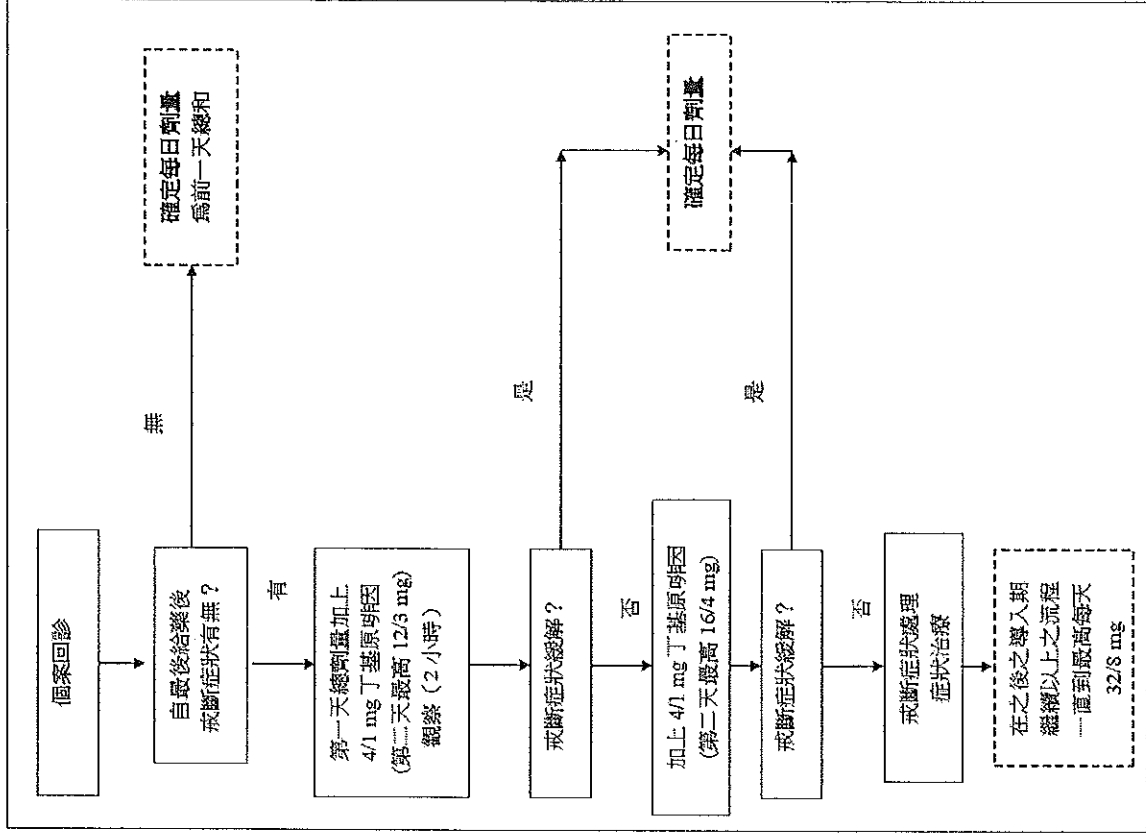 個案回診
自最後給藥後
戒斷症狀有無？
無
確定每日劑量
為前一天總和
有
第一天總劑量加上
4/1 mg 丁基原啡因
(第二天最高 12/3 mg)
觀察（2 小時）
戒斷症狀緩解？
是
確定每日劑量
否
加上 4/1 mg 丁基原啡因
(第二天最高 16/4 mg)
戒斷症狀緩解？
是
否
戒斷症狀處理
症狀治療
在之後之導入期
繼續以上之流程
一直到最高每天
32/8 mg